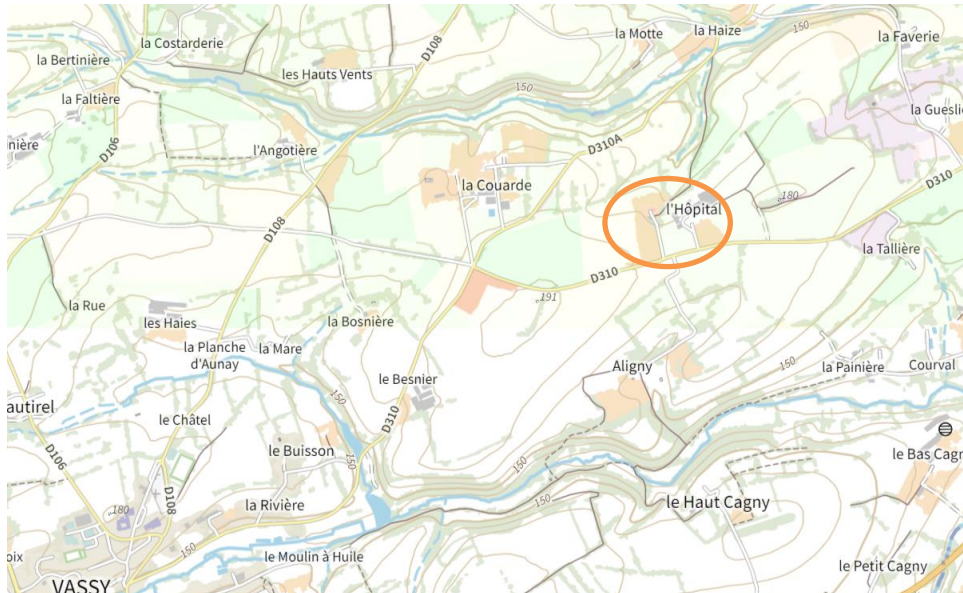 la Costarderie
D108
la Motte
la Haize
150
la Faverie
la Bertinière
les Hauts Vents
150
la Faltière
nière
D106
l'Angotière
D310A
la Gueslie
D310
la Couarde
l'Hôpital
180
D108
la Tallière
D310
191
la Rue
les Haies
la Bosnière
la Planche
d'Aunay
la Mare
150
150
Aligny
la Painière
Courval
le Besnier
autirel
le Châtel
D310
D106
le Buisson
150
150
le Bas Cagn
180
D108
la Rivière
150
le Haut Cagny
150
oix
le Moulin à Huile
le Petit Cagny
VASSY